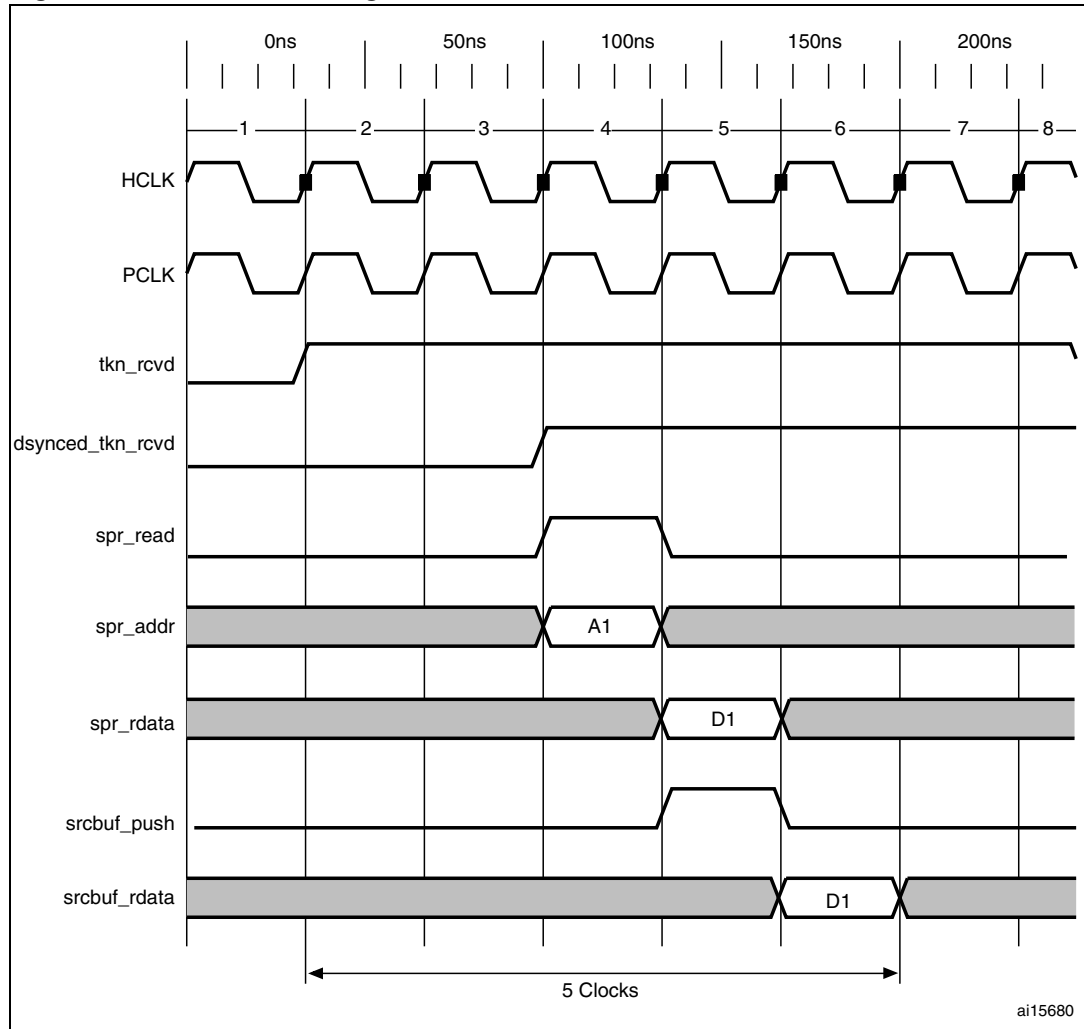 0ns 50ns 100ns 150ns 200ns
1 2 3 4 5 6 7 8
HCLK
PCLK
tkn_rcvd
dsynced_tkn_rcvd
spr_read
spr_addr A1
spr_rdata D1
srcbuf_push
srcbuf_rdata D1
5 Clocks
ai15680